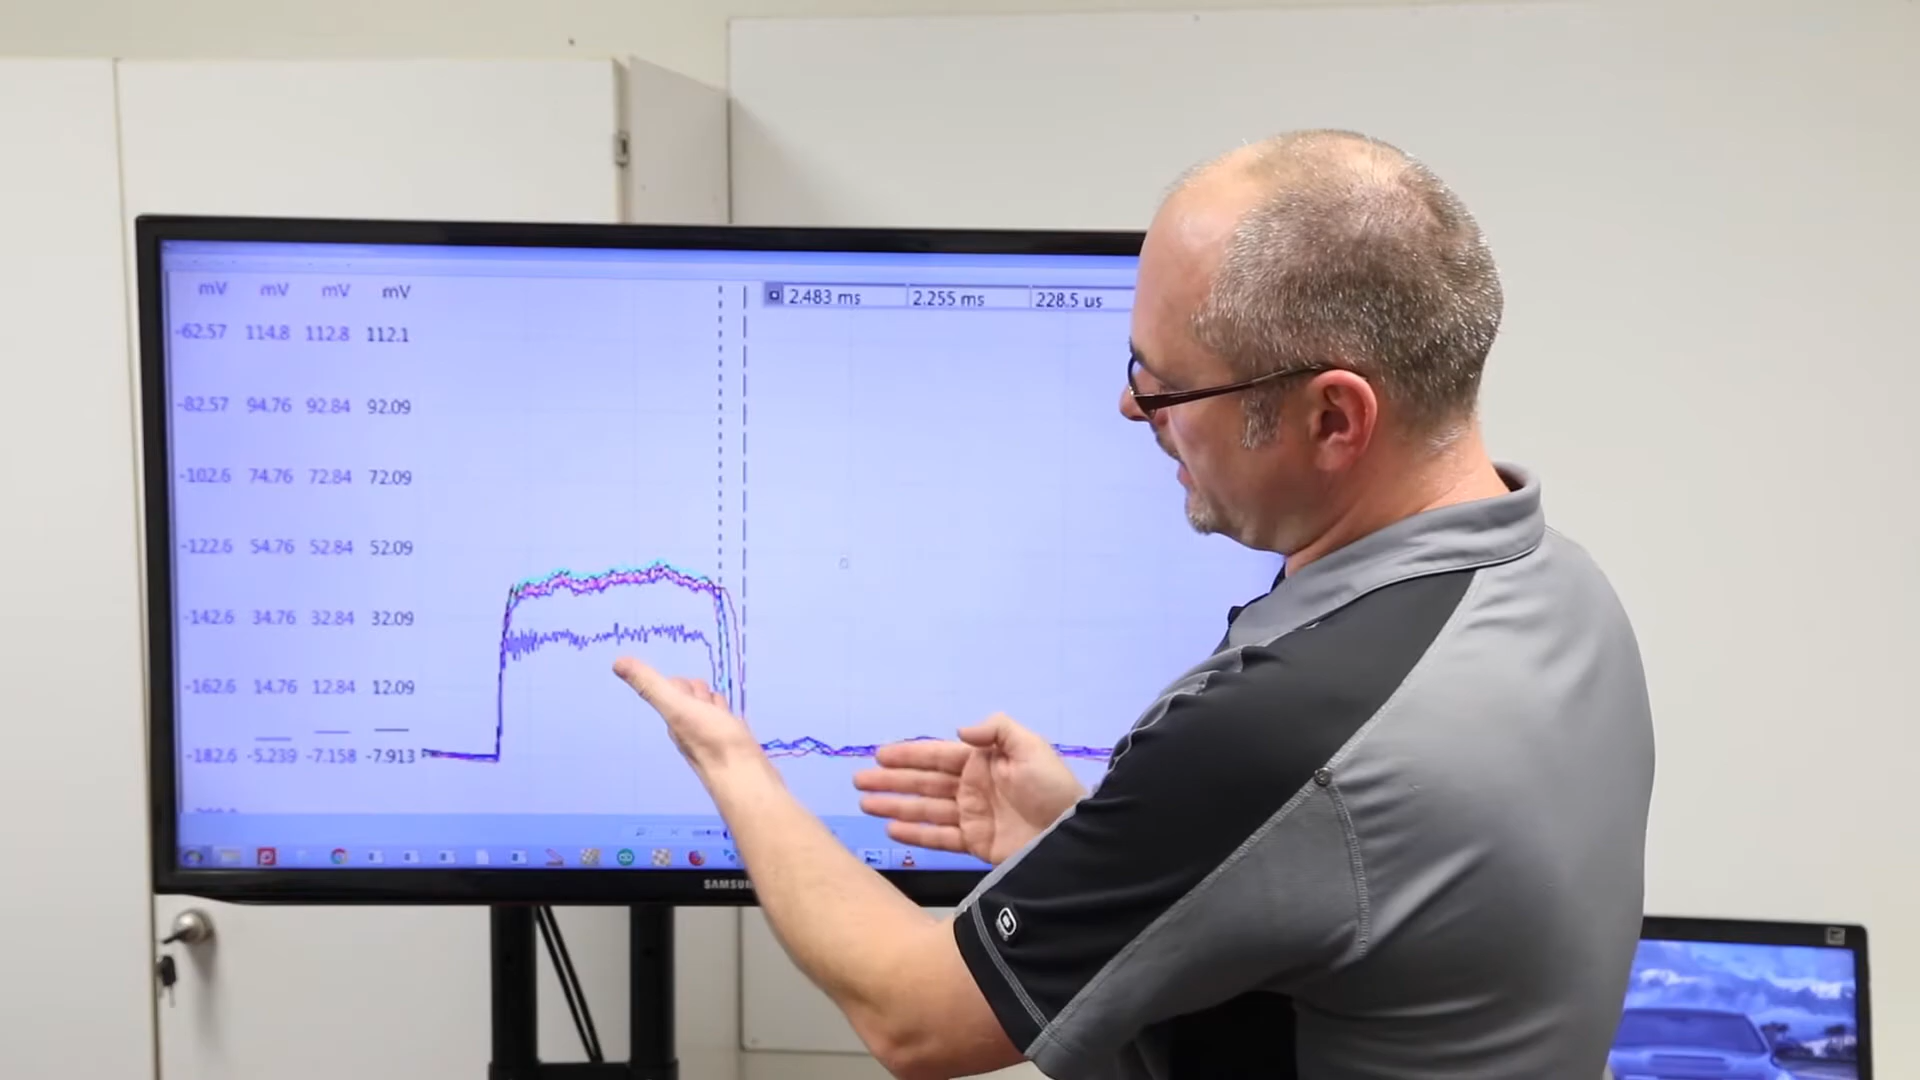 mV mV mV mV
2.483 ms 2.255 ms 228.5 us
-62.57 114.8 112.8 112.1
-82.57 94.76 92.84 92.09
-102.6 74.76 72.84 72.09
-122.6 54.76 52.84 52.09
-142.6 34.76 32.84 32.09
-162.6 14.76 12.84 12.09
-182.6 -5.239 -7.158 -7.913